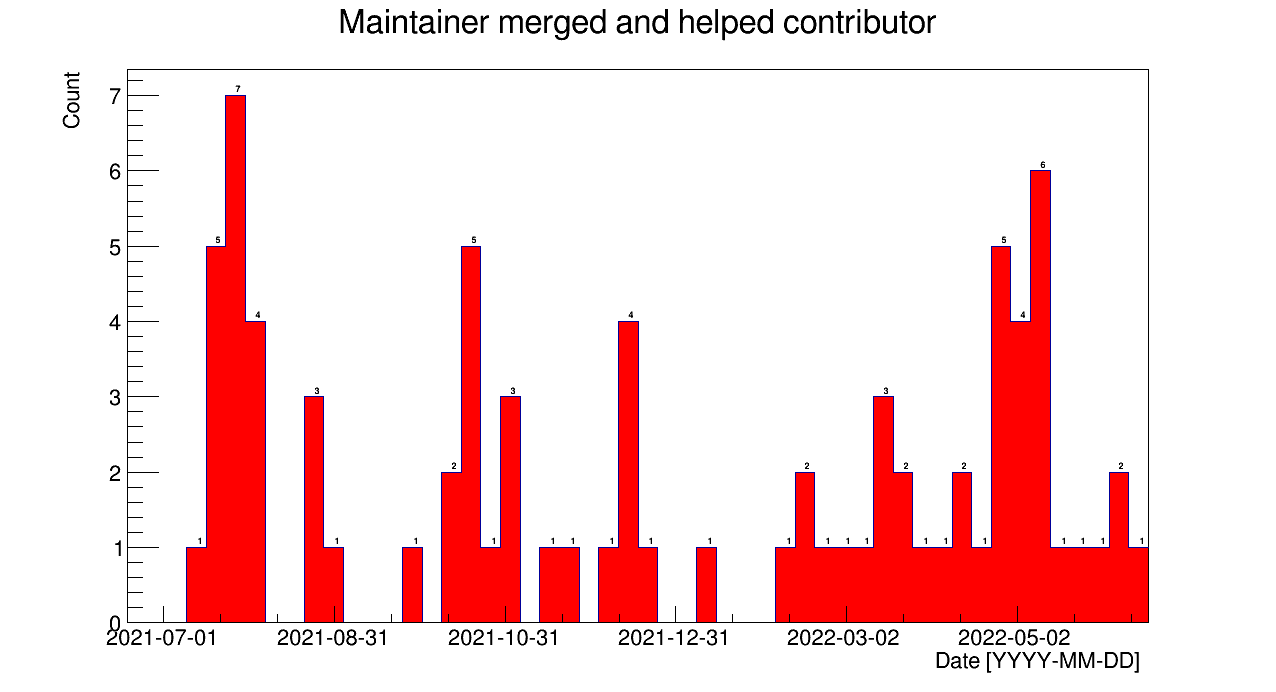 Maintainer merged and helped contributor
Count
7
6
5
4
3
2
1
0
1 5 7 4 3 1 1 2 5 1 3 1 1 1 4 1 1 1 2 1 1 1 3 2 1 1 2 1 5 4 6 1 1 1 2 1
2021-07-01 2021-08-31 2021-10-31 2021-12-31 2022-03-02 2022-05-02
Date [YYYY-MM-DD]